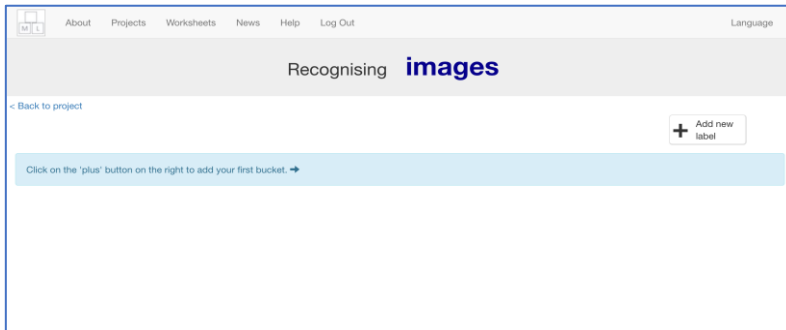 M L About Projects Worksheets News Help Log Out Language
Recognising images
< Back to project
Add new
label
Click on the 'plus' button on the right to add your first bucket. ➔